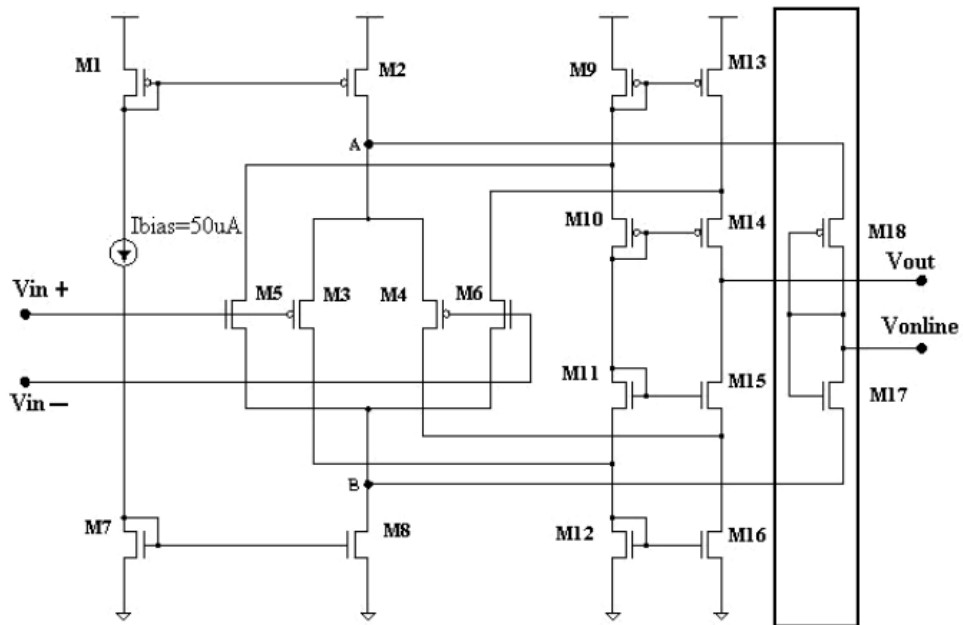 M1
M2
M9
M13
A
Ibias=50uA
M10
M14
M18
Vout
Vin +
M5
M3
M4
M6
Vonline
Vin —
M11
M15
M17
B
M7
M8
M12
M16